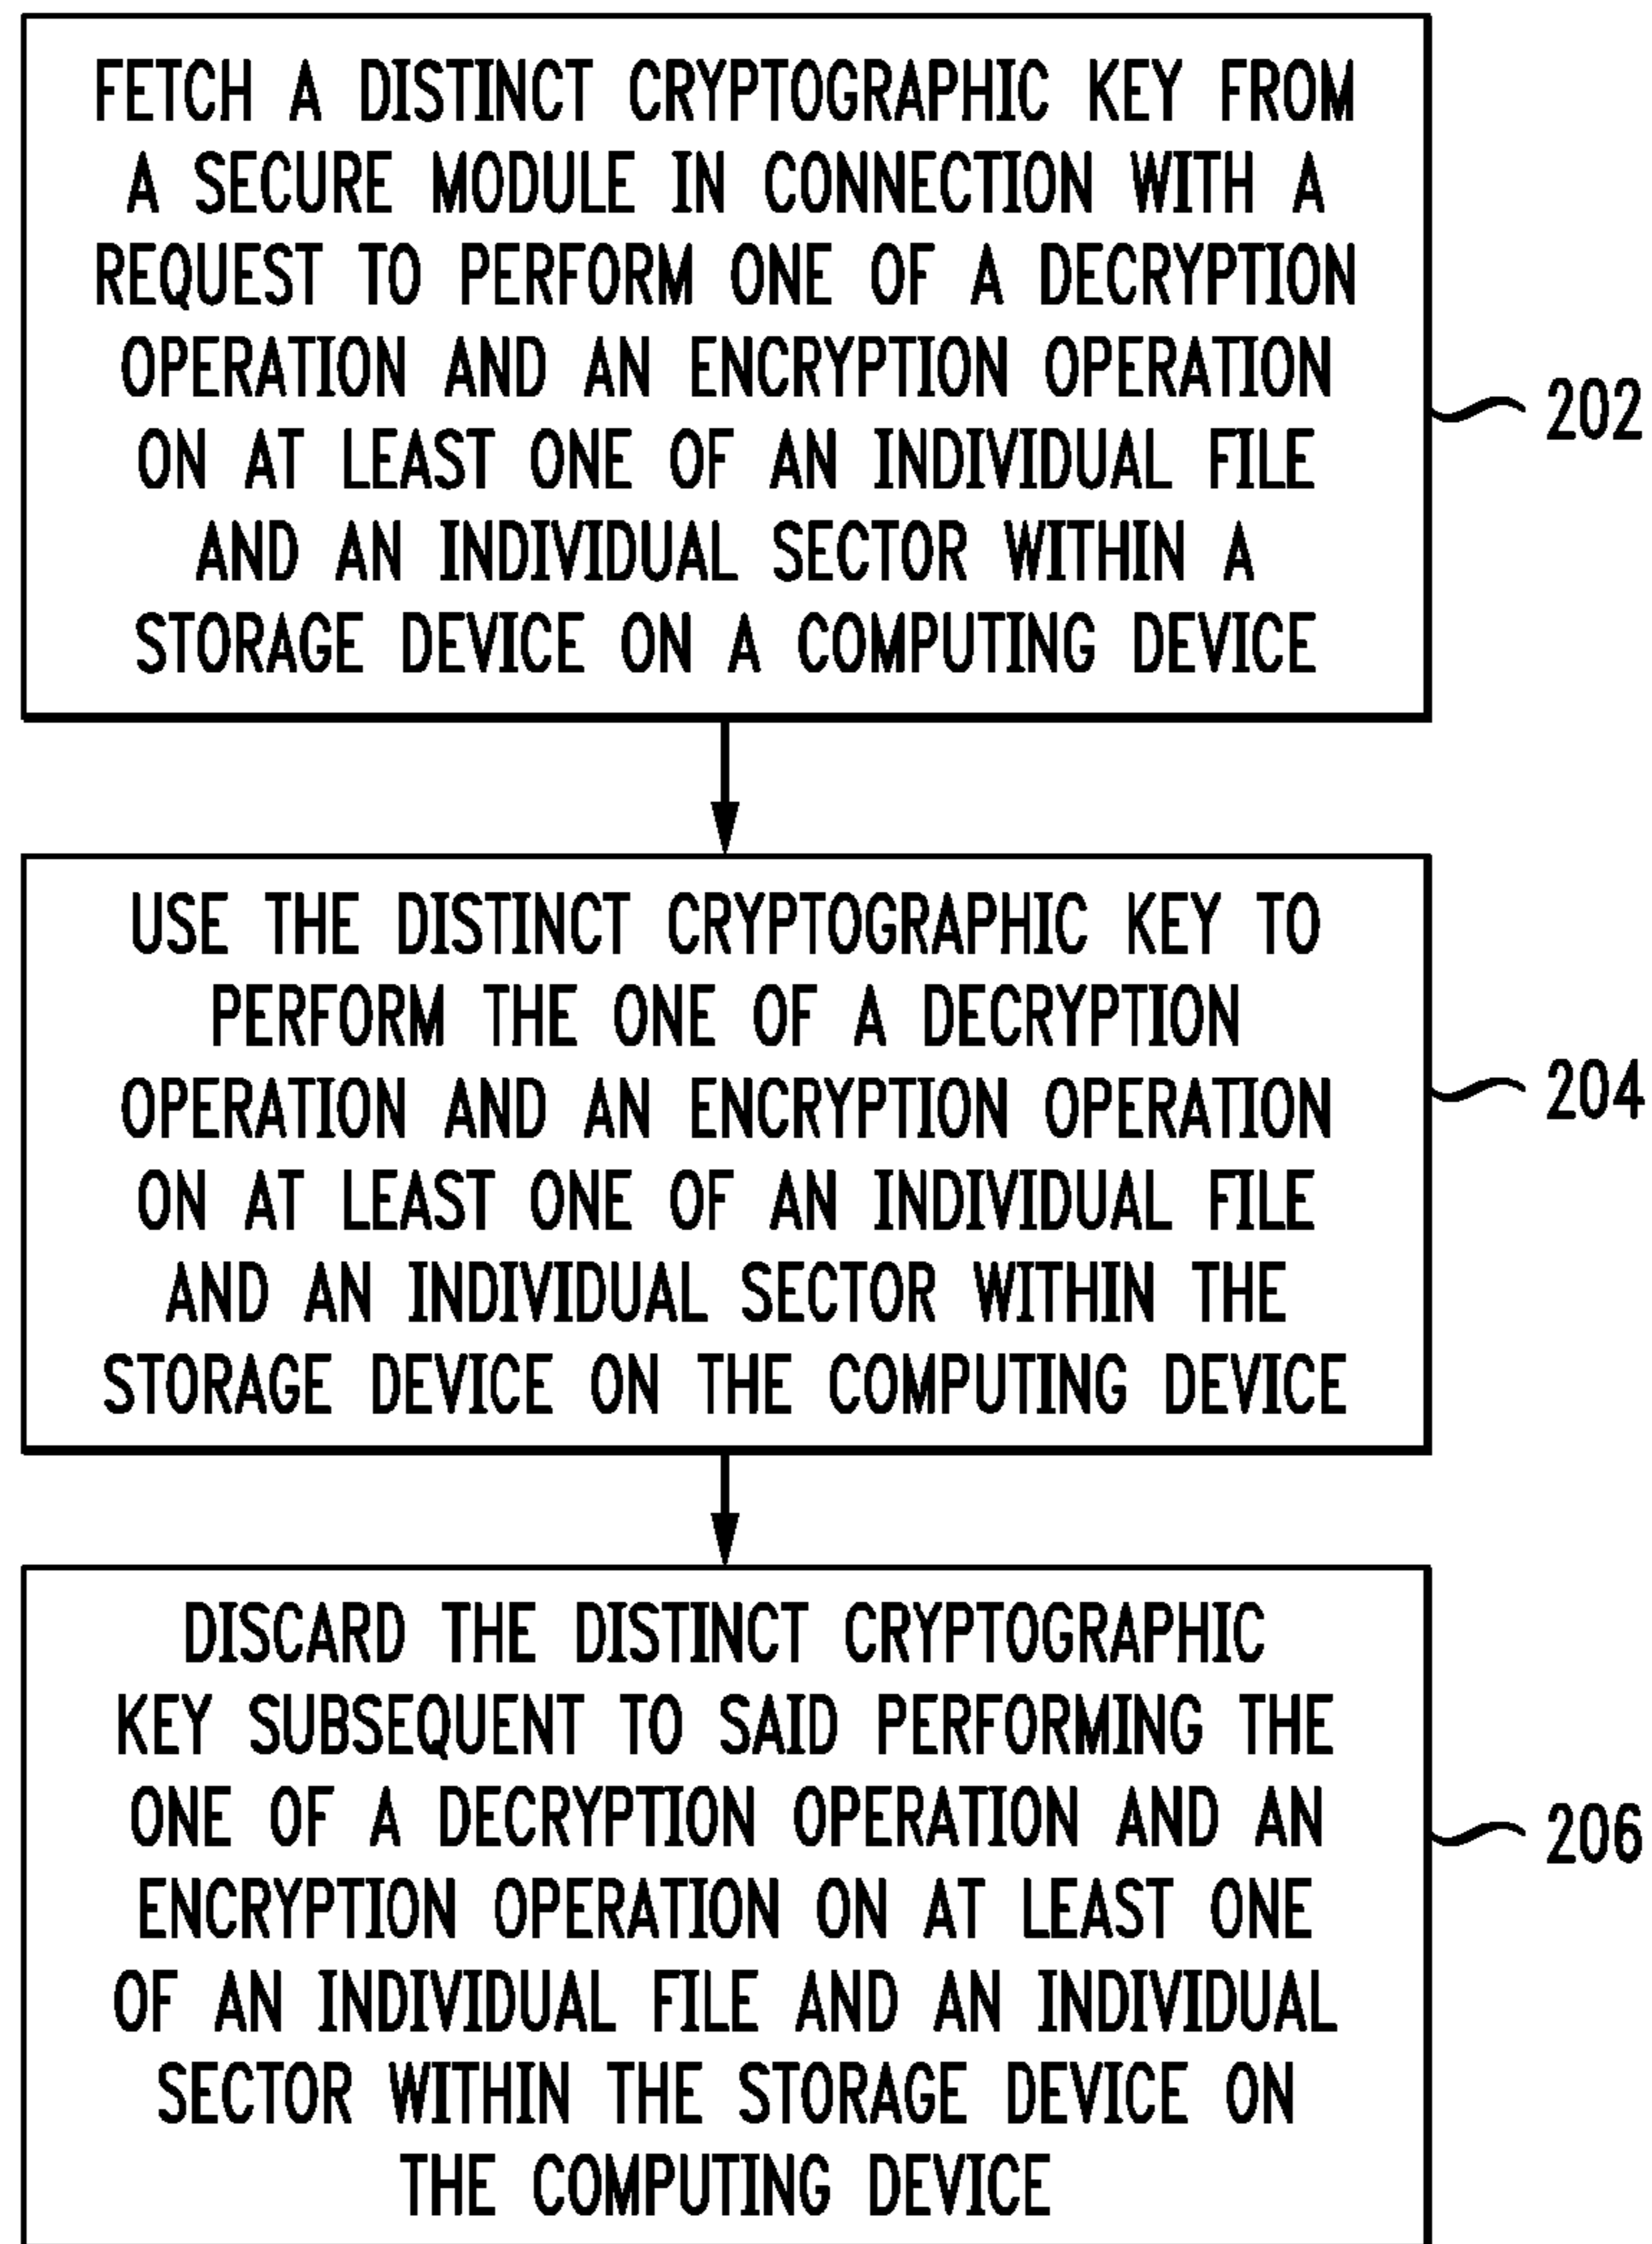 FETCH A DISTINCT CRYPTOGRAPHIC KEY FROM
A SECURE MODULE IN CONNECTION WITH A
REQUEST TO PERFORM ONE OF A DECRYPTION
OPERATION AND AN ENCRYPTION OPERATION
ON AT LEAST ONE OF AN INDIVIDUAL FILE
AND AN INDIVIDUAL SECTOR WITHIN A
STORAGE DEVICE ON A COMPUTING DEVICE
202
USE THE DISTINCT CRYPTOGRAPHIC KEY TO
PERFORM THE ONE OF A DECRYPTION
OPERATION AND AN ENCRYPTION OPERATION
ON AT LEAST ONE OF AN INDIVIDUAL FILE
AND AN INDIVIDUAL SECTOR WITHIN THE
STORAGE DEVICE ON THE COMPUTING DEVICE
204
DISCARD THE DISTINCT CRYPTOGRAPHIC
KEY SUBSEQUENT TO SAID PERFORMING THE
ONE OF A DECRYPTION OPERATION AND AN
ENCRYPTION OPERATION ON AT LEAST ONE
OF AN INDIVIDUAL FILE AND AN INDIVIDUAL
SECTOR WITHIN THE STORAGE DEVICE ON
THE COMPUTING DEVICE
206